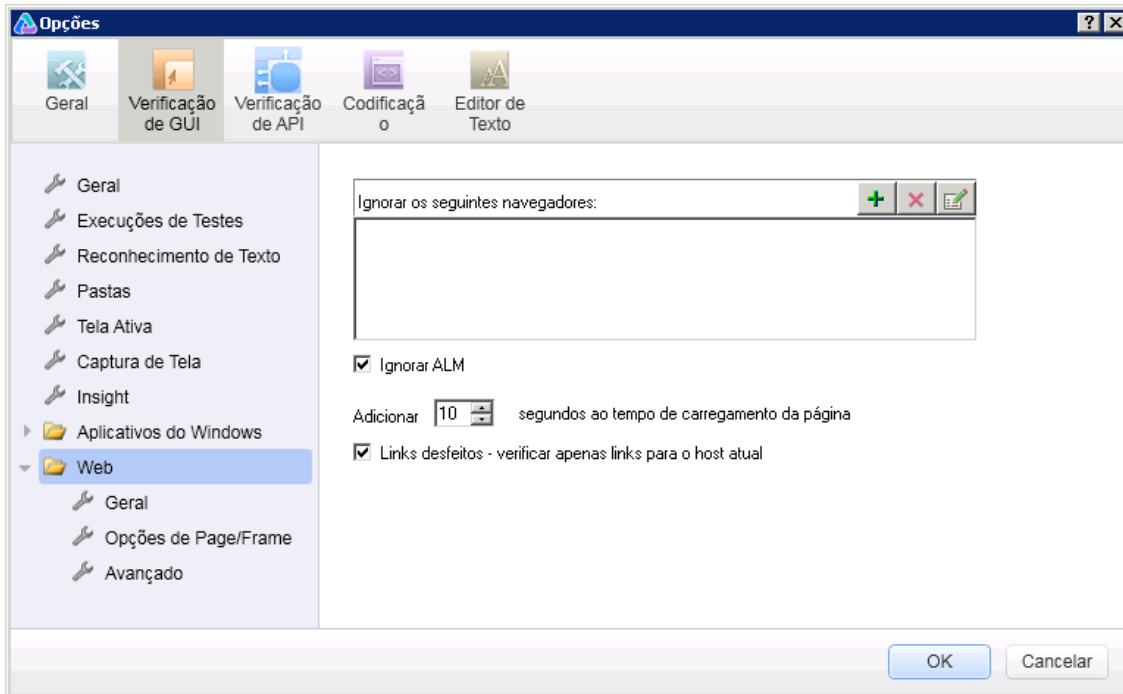 Opções
Geral
Verificação
de GUI
Verificação
de API
Codificaçã
o
Editor de
Texto
Geral
Execuções de Testes
Reconhecimento de Texto
Pastas
Tela Ativa
Captura de Tela
Insight
Aplicativos do Windows
Web
Geral
Opções de Page/Frame
Avançado
Ignorar os seguintes navegadores:
Ignorar ALM
Adicionar 10 segundos ao tempo de carregamento da página
Links desfeitos - verificar apenas links para o host atual
OK
Cancelar